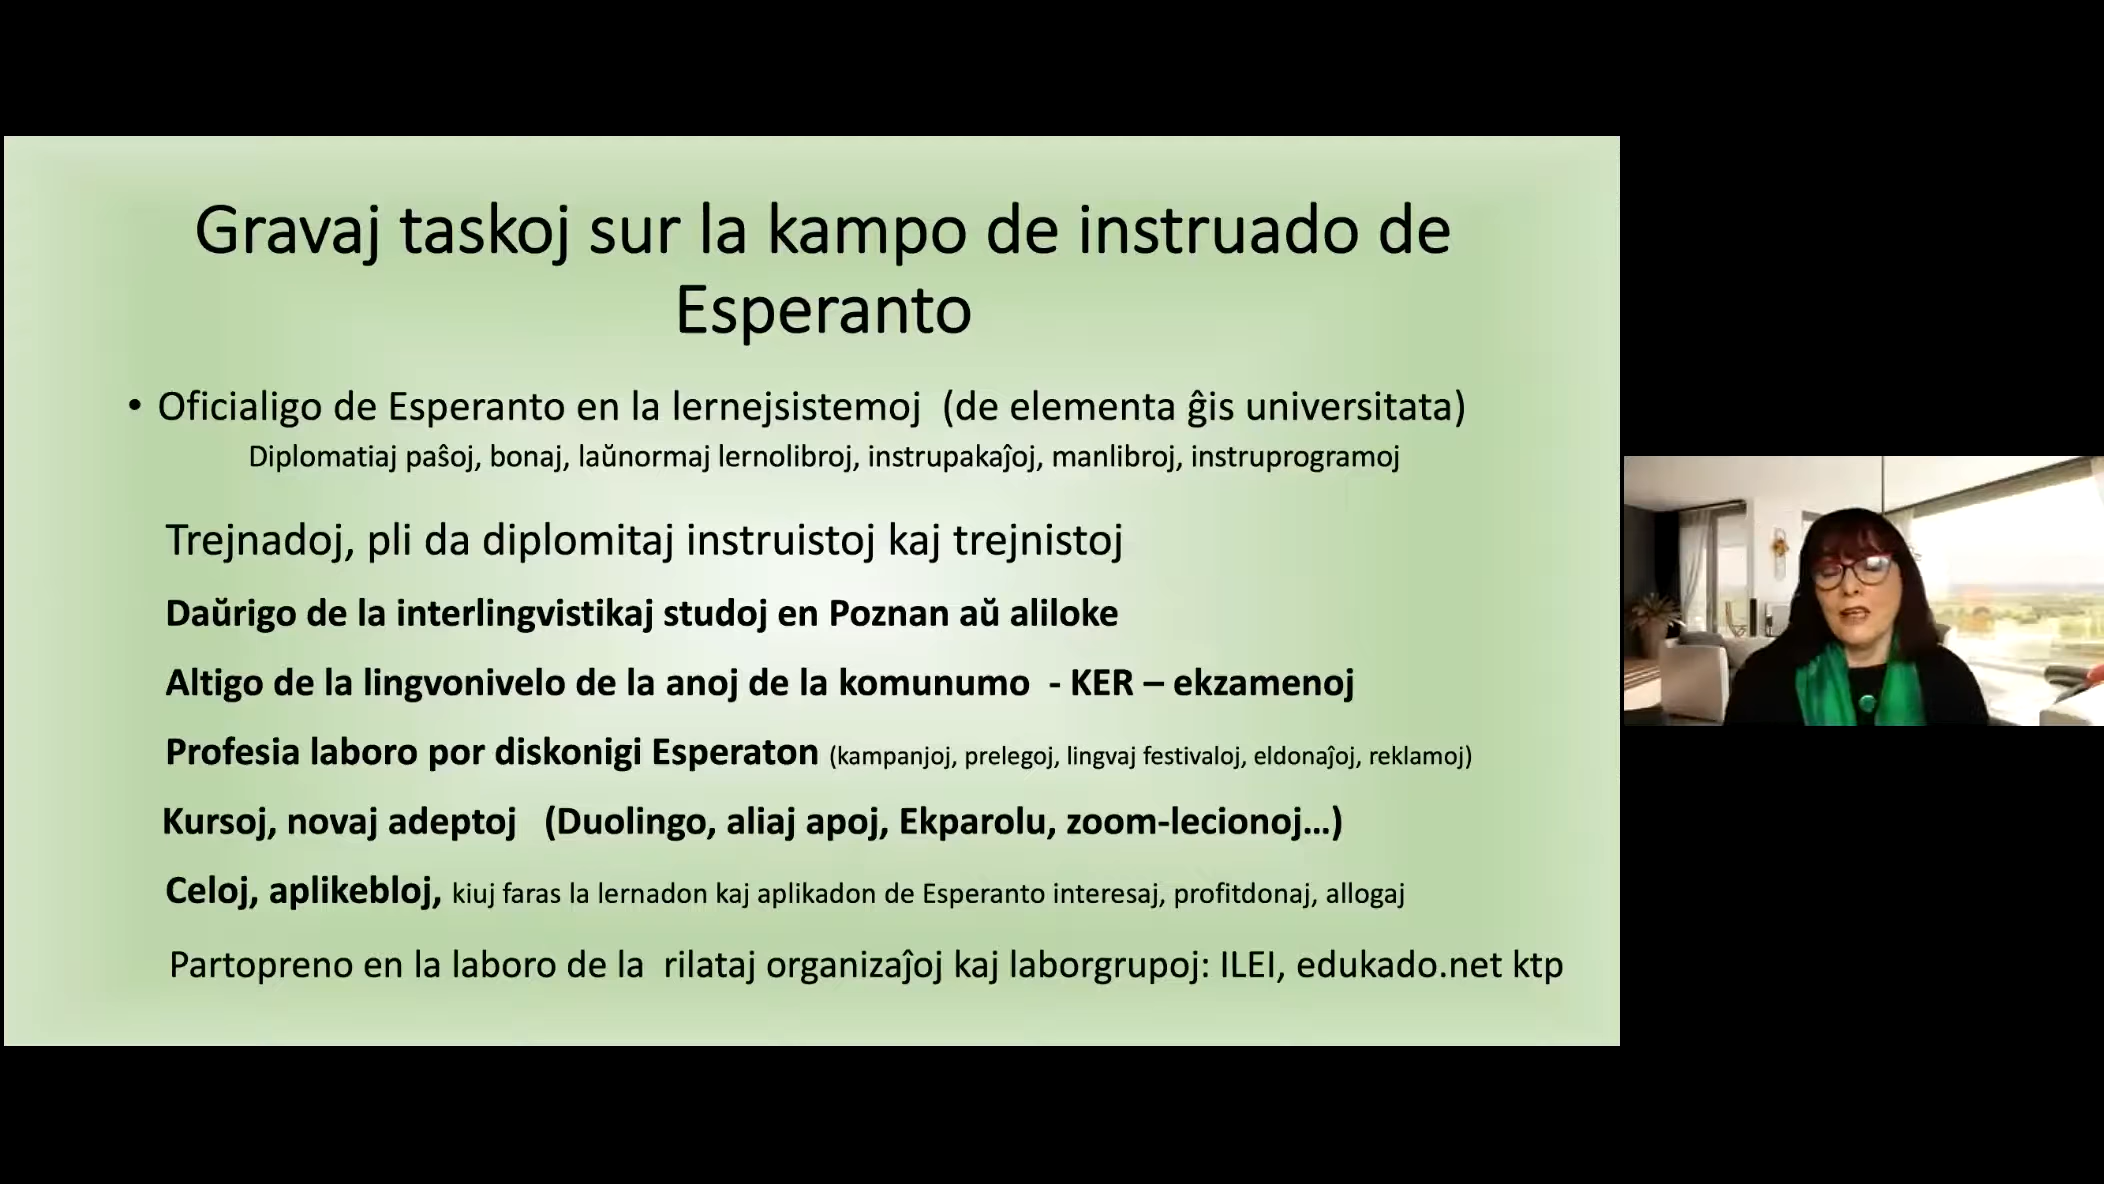 Gravaj taskoj sur la kampo de instruado de
Esperanto
• Oficialigo de Esperanto en la lernejsistemoj  (de elementa ĝis universitata)
Diplomatiaj paŝoj, bonaj, laŭnormaj lernolibroj, instrupakaĵoj, manlibroj, instruprogramoj
Trejnadoj, pli da diplomitaj instruistoj kaj trejnistoj
Daŭrigo de la interlingvistikaj studoj en Poznan aŭ aliloke
Altigo de la lingvonivelo de la anoj de la komunumo  - KER – ekzamenoj
Profesia laboro por diskonigi Esperaton (kampanjoj, prelegoj, lingvaj festivaloj, eldonaĵoj, reklamoj)
Kursoj, novaj adeptoj   (Duolingo, aliaj apoj, Ekparolu, zoom-lecionoj...)
Celoj, aplikebloj, kiuj faras la lernadon kaj aplikadon de Esperanto interesaj, profitdonaj, allogaj
Partopreno en la laboro de la  rilataj organizaĵoj kaj laborgrupoj: ILEI, edukado.net ktp